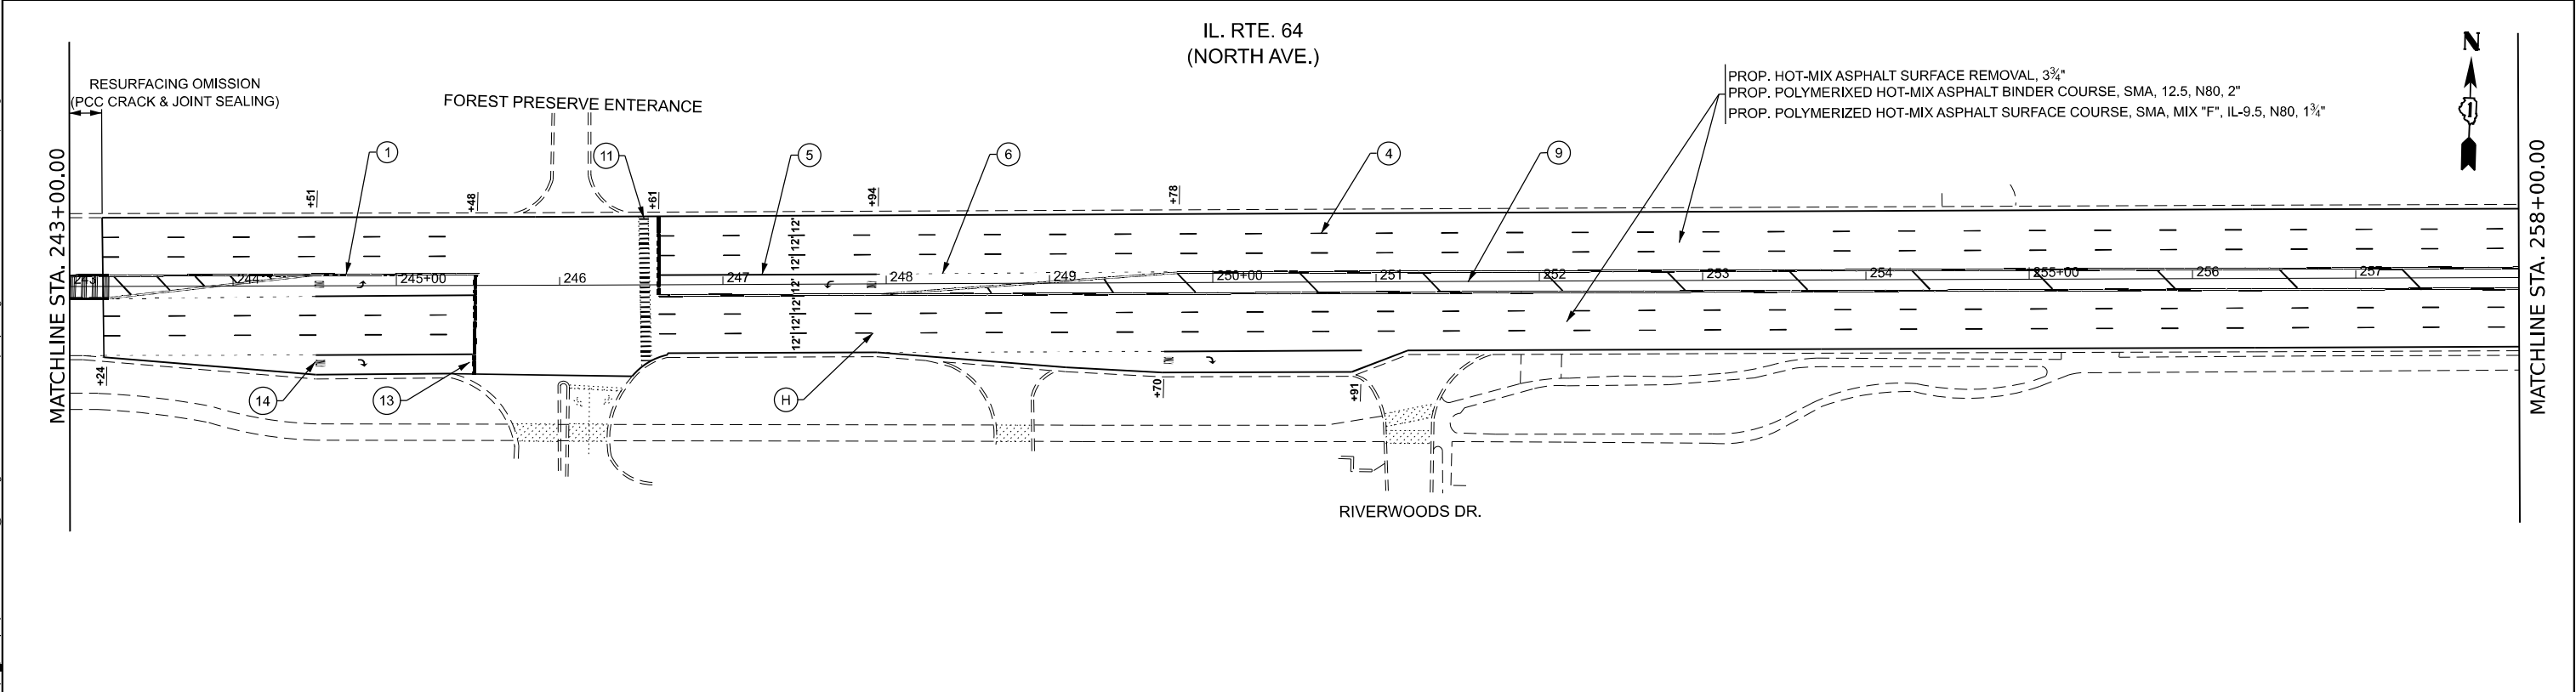 IL. RTE. 64
(NORTH AVE.)
N
1
RESURFACING OMISSION
(PCC CRACK & JOINT SEALING)
FOREST PRESERVE ENTERANCE
PROP. HOT-MIX ASPHALT SURFACE REMOVAL, 3¾"
PROP. POLYMERIXED HOT-MIX ASPHALT BINDER COURSE, SMA, 12.5, N80, 2"
PROP. POLYMERIZED HOT-MIX ASPHALT SURFACE COURSE, SMA, MIX "F", IL-9.5, N80, 1¾"
MATCHLINE STA. 243+00.00
MATCHLINE STA. 258+00.00
1
11
5
6
4
9
+51
+48
+61
+94
+78
12' 12' 12'
243
244
245+00
246
247
248
249
250+00
251
252
253
254
255+00
256
257
12' 12' 12' 12'
+24
+70
+91
14
13
H
RIVERWOODS DR.